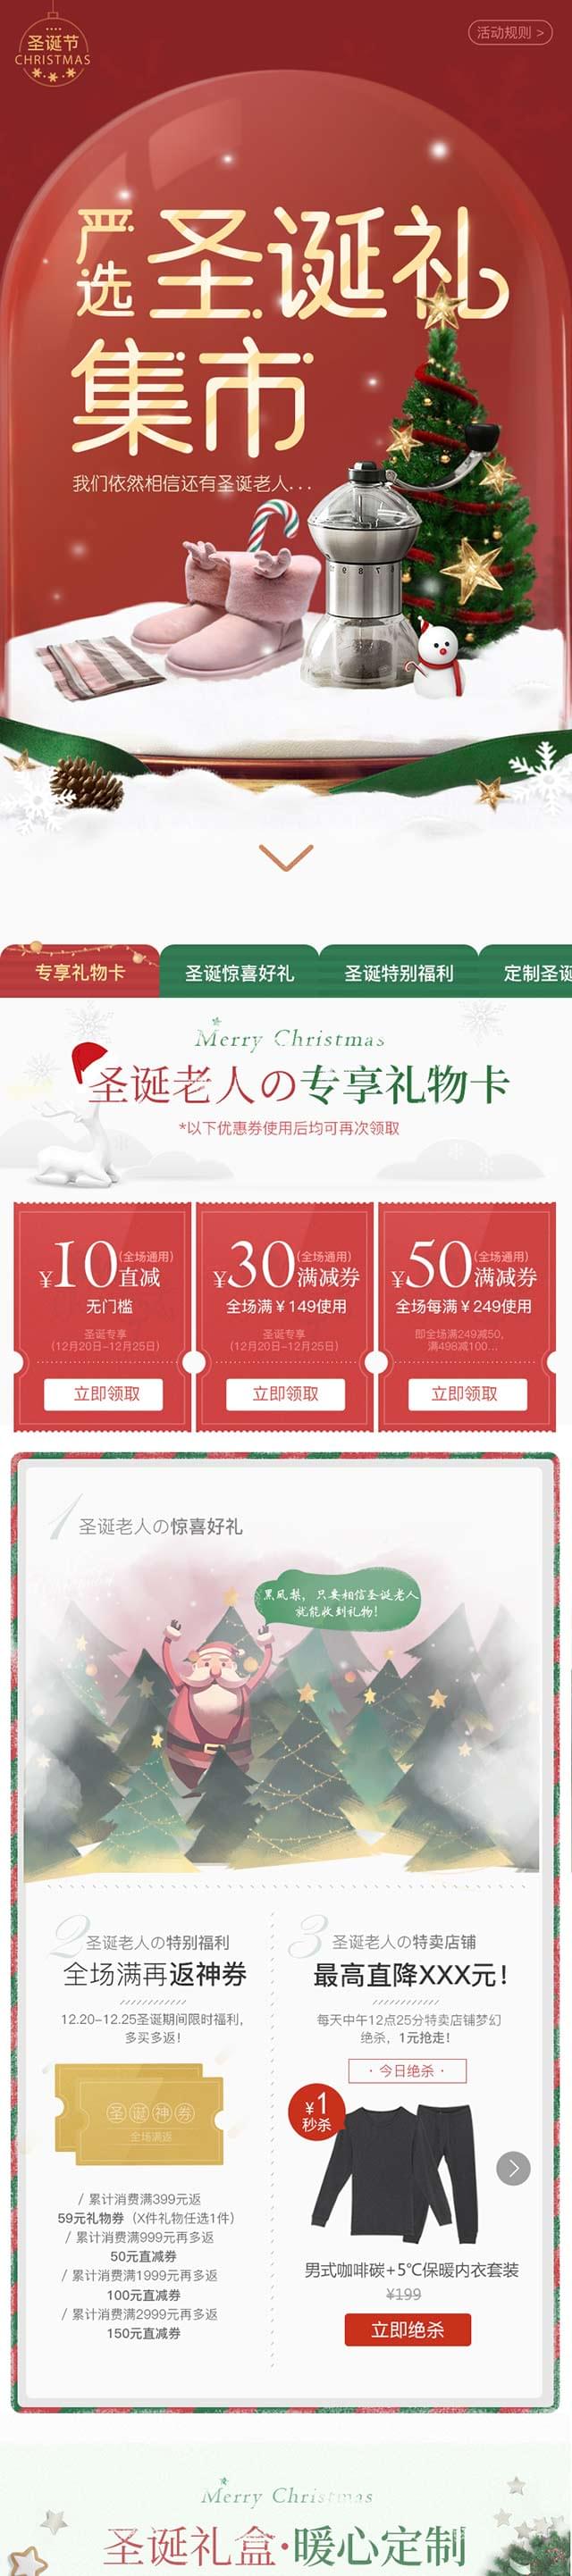 圣诞节
CHRISTMAS
活动规则 >
严选 圣诞礼
集市
我们依然相信还有圣诞老人...
专享礼物卡 圣诞惊喜好礼 圣诞特别福利 定制圣诞
Merry Christmas
圣诞老人の专享礼物卡
*以下优惠券使用后均可再次领取
¥10(全场通用)直减
无门槛
圣诞专享
(12月20日-12月25日)
立即领取
¥30(全场通用)满减券
全场满¥149使用
圣诞专享
(12月20日-12月25日)
立即领取
¥50(全场通用)满减券
全场每满¥249使用
即全场满249减50,
满498减100...
立即领取
1 圣诞老人の惊喜好礼
黑凤梨，只要相信圣诞老人
就能收到礼物！
2 圣诞老人の特别福利
全场满再返神券
12.20-12.25圣诞期间限时福利，
多买多返！
圣诞神券
全场满返
/ 累计消费满399元返
59元礼物券（X件礼物任选1件）
/ 累计消费满999元再多返
50元直减券
/ 累计消费满1999元再多返
100元直减券
/ 累计消费满2999元再多返
150元直减券
3 圣诞老人の特卖店铺
最高直降XXX元！
每天中午12点25分特卖店铺梦幻
绝杀，1元抢走！
· 今日绝杀 ·
¥1
秒杀
男式咖啡碳+5℃保暖内衣套装
¥199
立即绝杀
Merry Christmas
圣诞礼盒·暖心定制